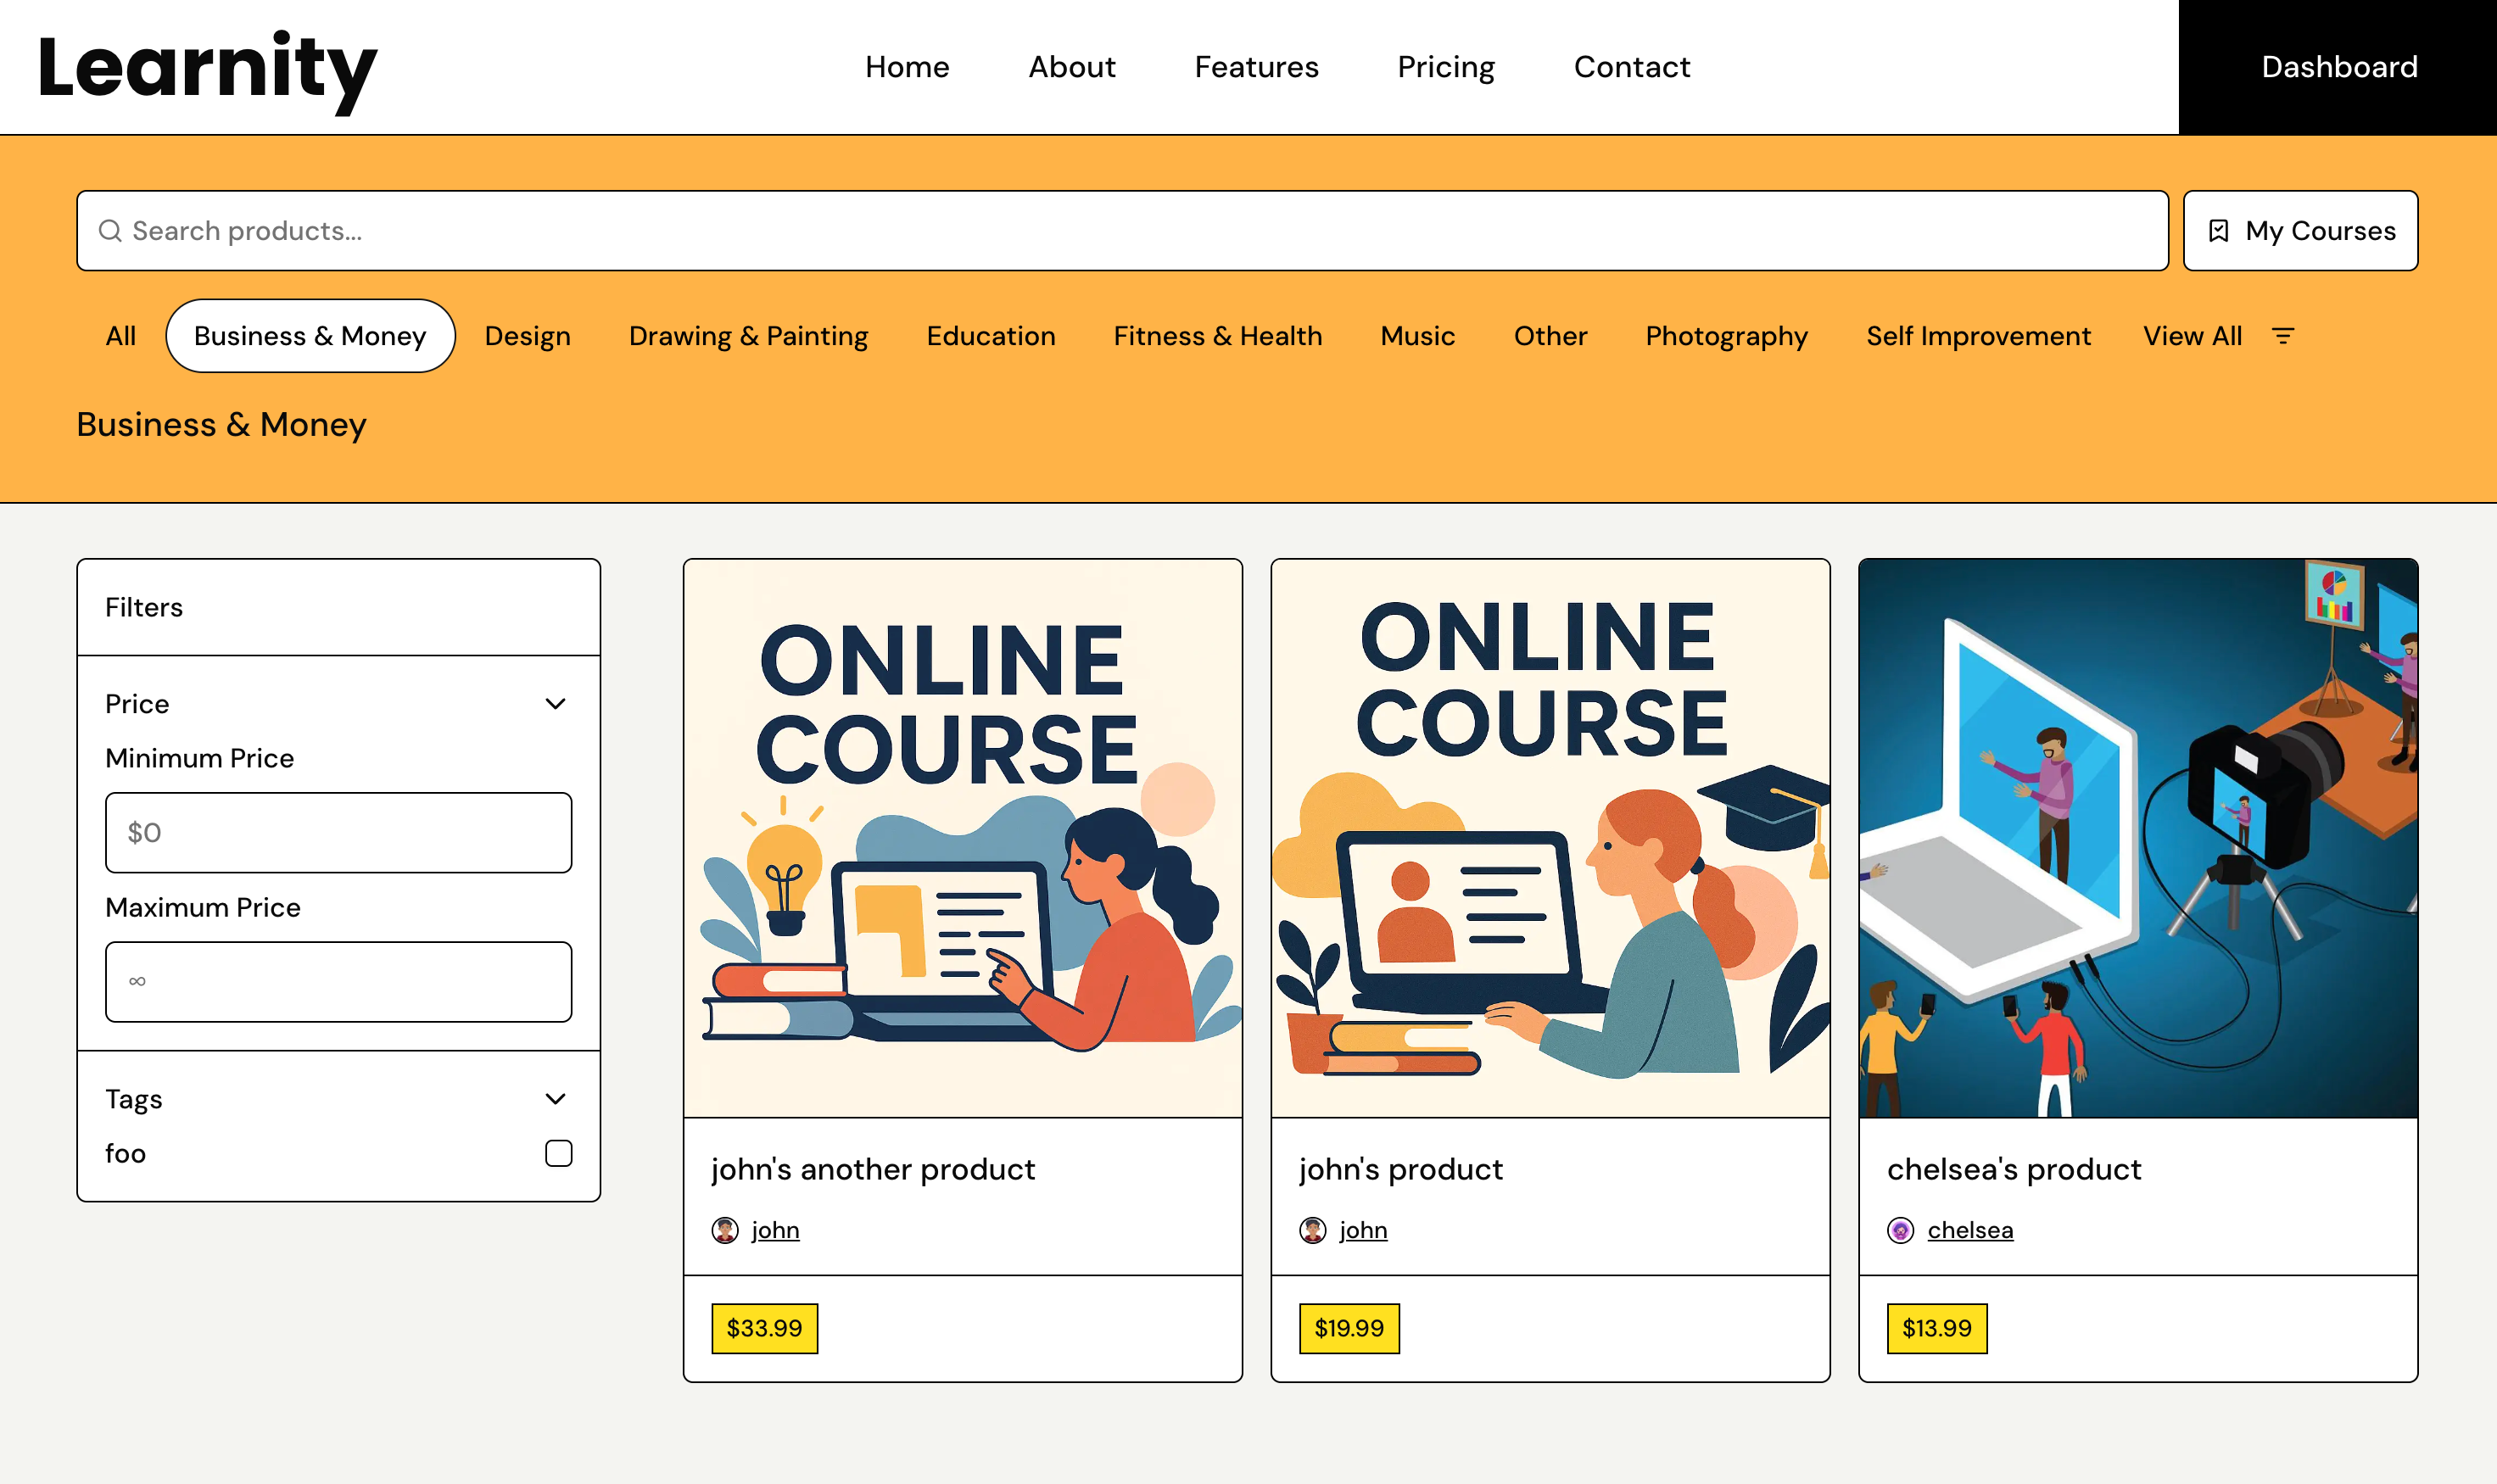 Learnity
Home About Features Pricing Contact
Dashboard
Search products...
My Courses
All Business & Money Design Drawing & Painting Education Fitness & Health Music Other Photography Self Improvement View All
Business & Money
Filters
Price
Minimum Price
$0
Maximum Price
∞
Tags
foo
ONLINE
COURSE
john's another product
john
$33.99
ONLINE
COURSE
john's product
john
$19.99
chelsea's product
chelsea
$13.99